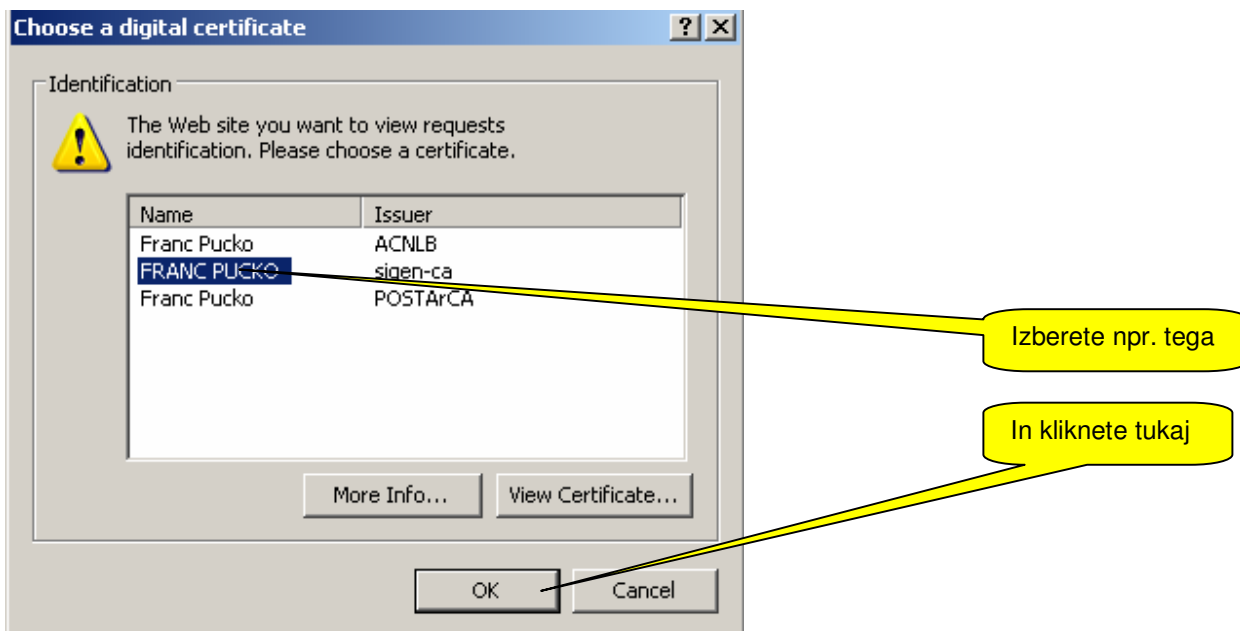 Choose a digital certificate
Identification
The Web site you want to view requests
identification. Please choose a certificate.
Name Issuer
Franc Pucko ACNLB
FRANC PUCKO sigen-ca
Franc Pucko POSTArCA
Izberete npr. tega
In kliknete tukaj
More Info... View Certificate...
OK Cancel